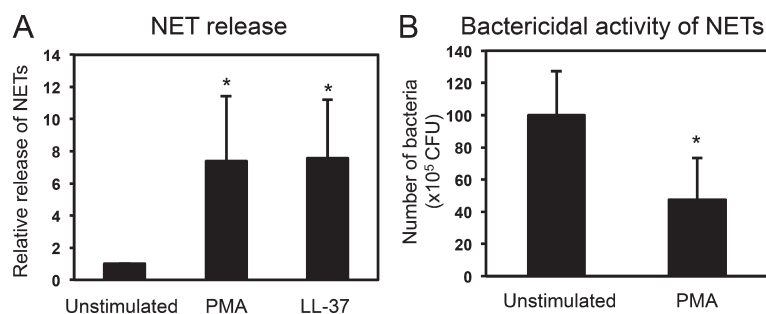 A
NET release
Relative release of NETs
14
12
10
8
6
4
2
0
*
*
Unstimulated
PMA
LL-37
B
Bactericidal activity of NETs
Number of bacteria
(x10⁵ CFU)
140
120
100
80
60
40
20
0
*
Unstimulated
PMA